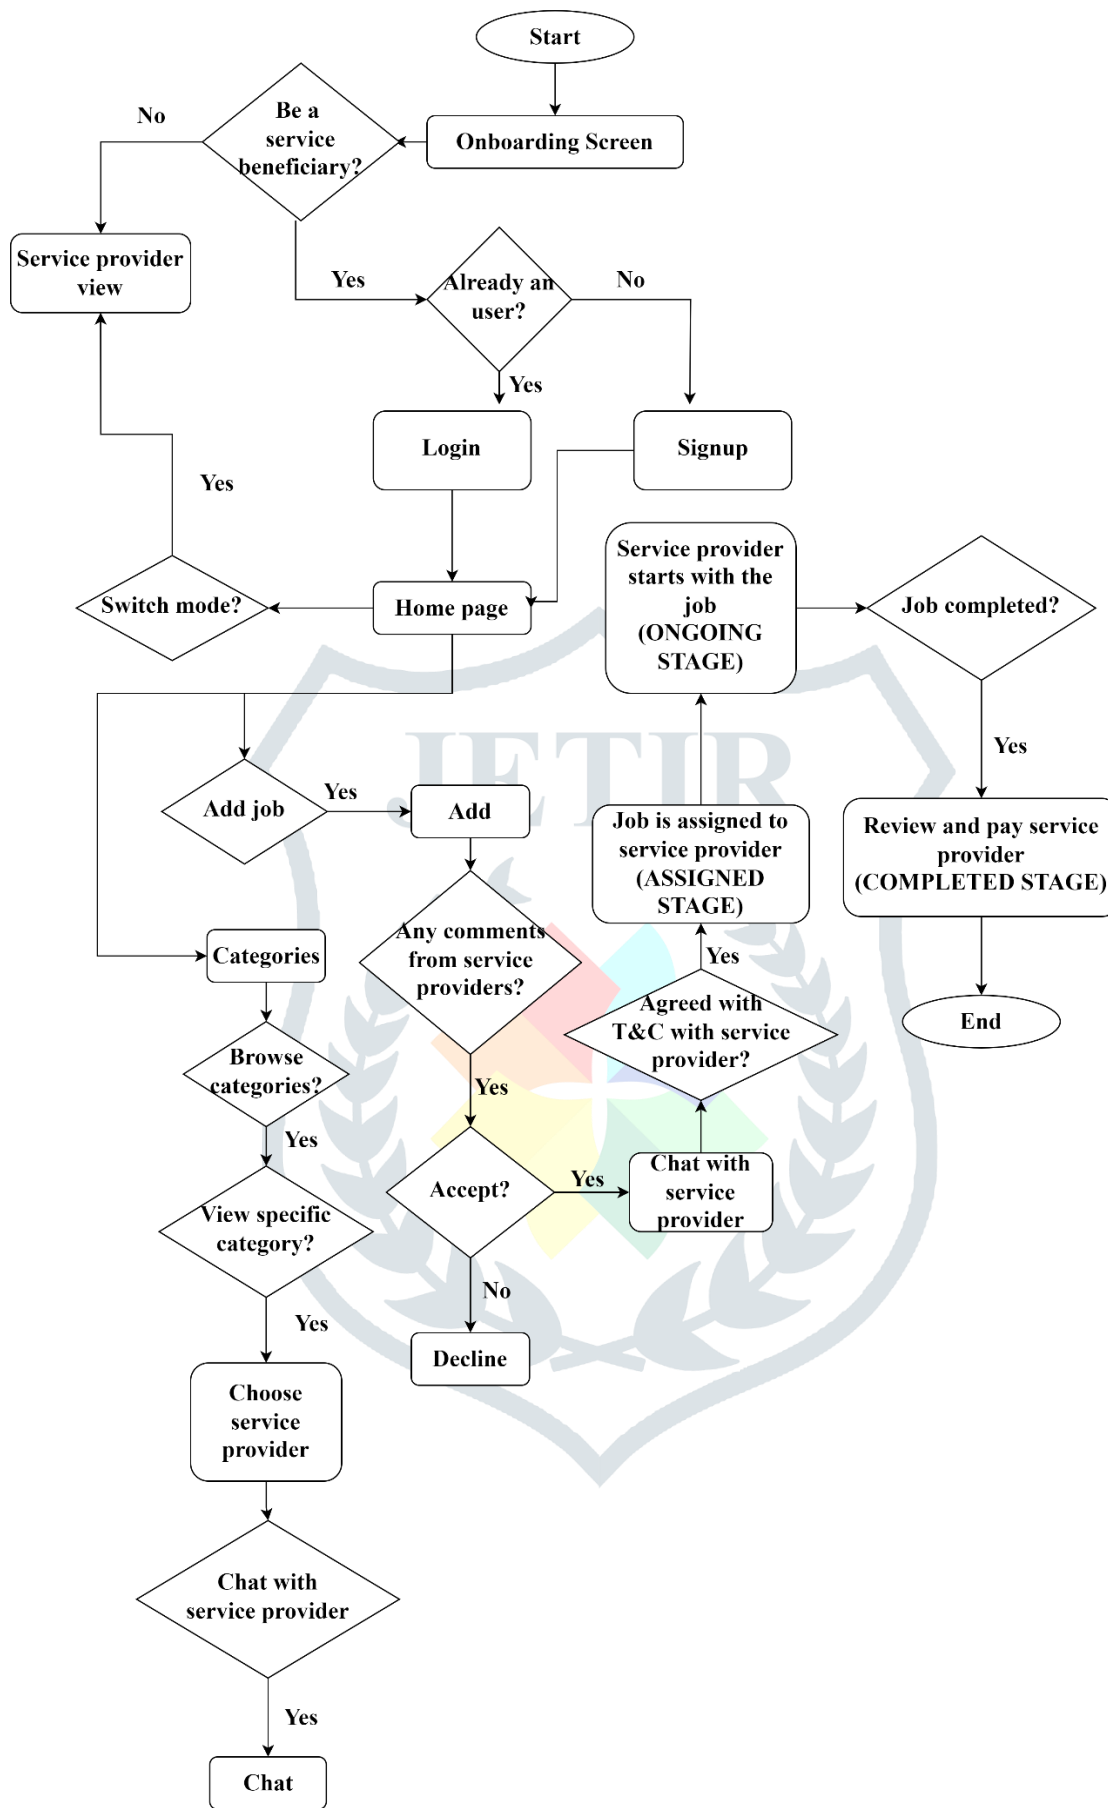 Start
Onboarding Screen
Be a
service
beneficiary?
No
Service provider
view
Yes
Already an
user?
No
Yes
Login
Signup
Yes
Switch mode?
Home page
Service provider
starts with the
job
(ONGOING
STAGE)
Job completed?
JETIR
Yes
Add job
Yes
Add
Job is assigned to
service provider
(ASSIGNED
STAGE)
Review and pay service
provider
(COMPLETED STAGE)
Categories
Any comments
from service
providers?
Yes
Agreed with
T&C with service
provider?
End
Browse
categories?
Yes
Yes
Accept?
Yes
Chat with
service
provider
View specific
category?
Yes
No
Decline
Choose
service
provider
Chat with
service provider
Yes
Chat